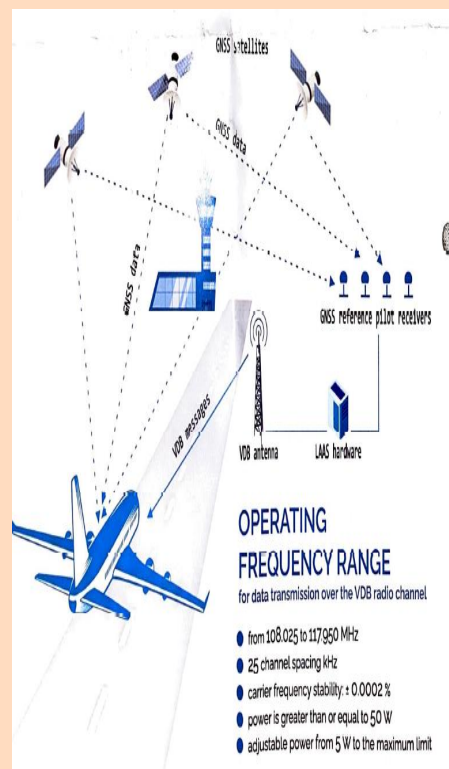 GNSS satellites
GNSS data
GNSS data
GNSS reference pilot receivers
VDB messages
VDB antenna
LAAS hardware
OPERATING
FREQUENCY RANGE
for data transmission over the VDB radio channel
from 108.025 to 117.950 MHz
25 channel spacing kHz
carrier frequency stability: ± 0.0002 %
power is greater than or equal to 50 W
adjustable power from 5 W to the maximum limit